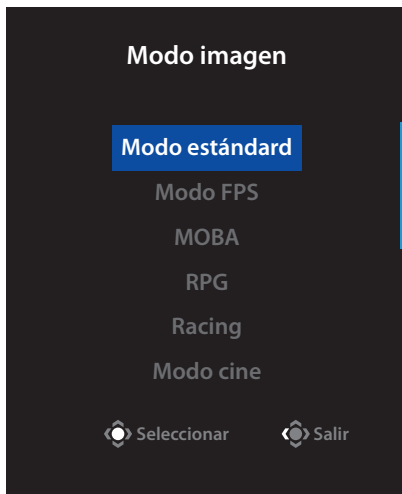 Modo imagen
Modo estándard
Modo FPS
MOBA
RPG
Racing
Modo cine
Seleccionar Salir